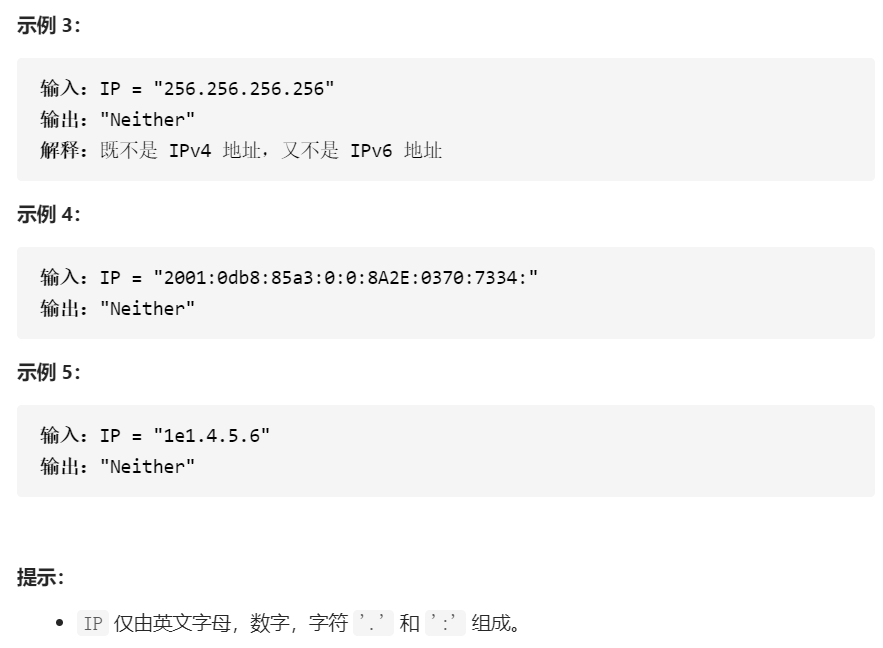 示例 3：
输入：IP = "256.256.256.256"
输出："Neither"
解释：既不是 IPv4 地址，又不是 IPv6 地址
示例 4：
输入：IP = "2001:0db8:85a3:0:0:8A2E:0370:7334:"
输出："Neither"
示例 5：
输入：IP = "1e1.4.5.6"
输出："Neither"
提示：
• IP 仅由英文字母，数字，字符 '.' 和 ':' 组成。